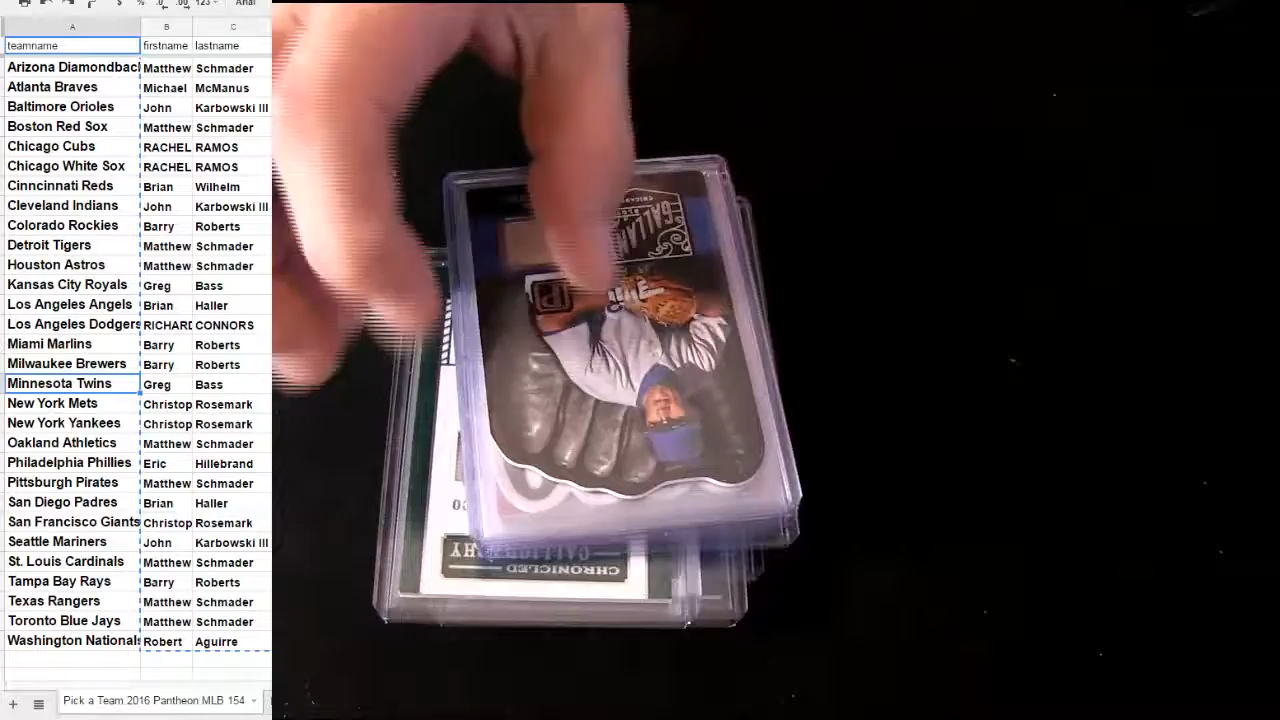 $ % .0 .00 123 Arial
A B C
teamname firstname lastname
Arizona Diamondbac Matthew Schmader
Atlanta Braves Michael McManus
Baltimore Orioles John Karbowski III
Boston Red Sox Matthew Schmader
Chicago Cubs RACHEL RAMOS
Chicago White Sox RACHEL RAMOS
Cinncinnati Reds Brian Wilhelm
Cleveland Indians John Karbowski III
Colorado Rockies Barry Roberts
Detroit Tigers Matthew Schmader
Houston Astros Matthew Schmader
Kansas City Royals Greg Bass
Los Angeles Angels Brian Haller
Los Angeles Dodgers RICHARD CONNORS
Miami Marlins Barry Roberts
Milwaukee Brewers Barry Roberts
Minnesota Twins Greg Bass
New York Mets Christop Rosemark
New York Yankees Christop Rosemark
Oakland Athletics Matthew Schmader
Philadelphia Phillies Eric Hillebrand
Pittsburgh Pirates Matthew Schmader
San Diego Padres Brian Haller
San Francisco Giants Christop Rosemark
Seattle Mariners John Karbowski III
St. Louis Cardinals Matthew Schmader
Tampa Bay Rays Barry Roberts
Texas Rangers Matthew Schmader
Toronto Blue Jays Matthew Schmader
Washington Nationals Robert Aguirre
Pick a Team 2016 Pantheon MLB 154
CHRONICLED
CALLIGRAPHY